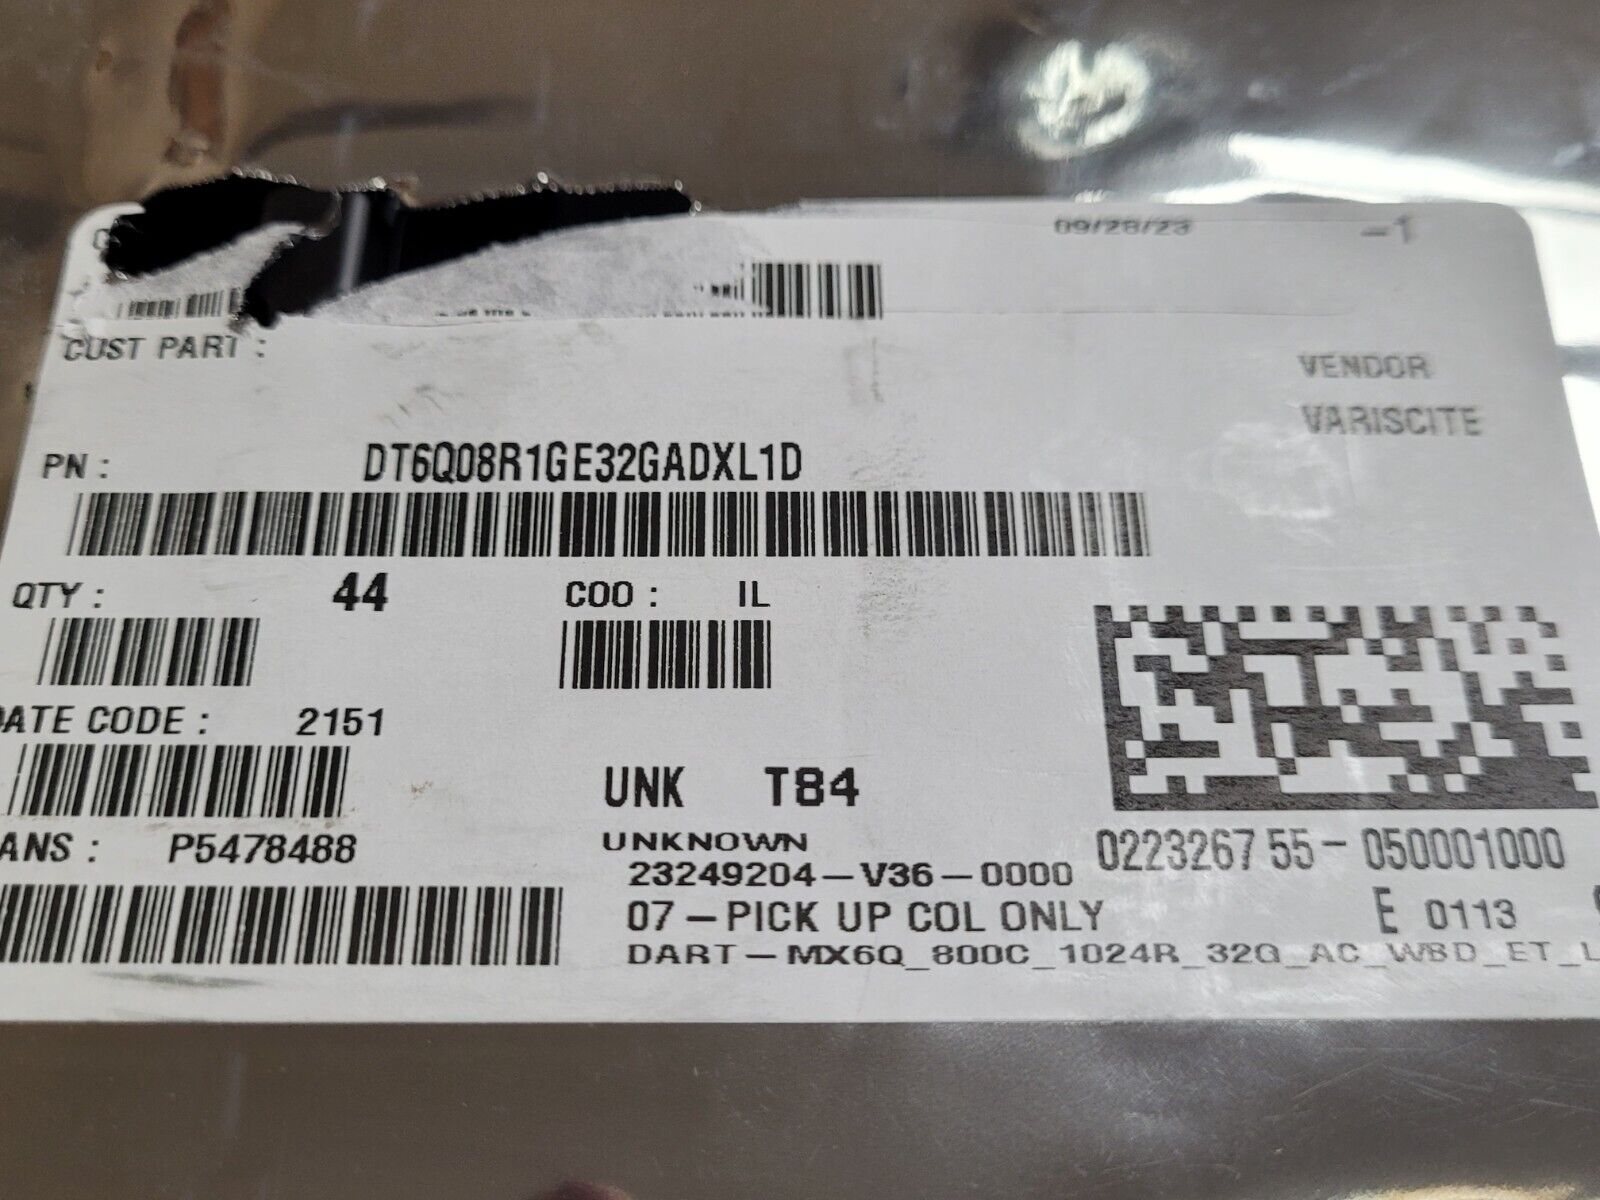 09/28/23 -1
CUST PART :
VENDOR
VARISCITE
PN : DT6Q08R1GE32GADXL1D
QTY : 44 COO : IL
DATE CODE : 2151
UNK T84
ANS : P5478488
UNKNOWN
23249204-V36-0000
0223267 55-050001000
07-PICK UP COL ONLY
E 0113
DART-MX6Q_800C_1024R_32G_AC_WBD_ET_L